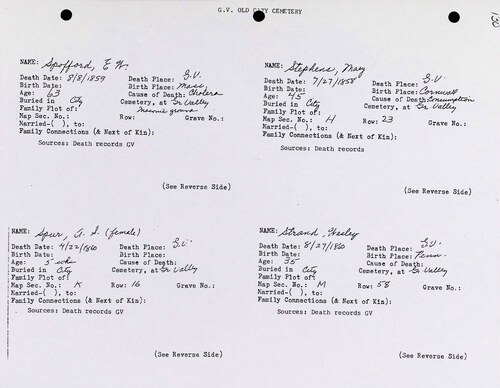 G.V. OLD CITY CEMETERY
130
NAME: Spofford, E W.
Death Date: 8/8/1859 Death Place: G.V.
Birth Date: Birth Place: Mass,
Age: 63 Cause of Death: Cholera
Buried in City Cemetery, at Gr Valley
Family Plot of: Masonic ground
Map Sec. No.: Row: Grave No.:
Married-( ), to:
Family Connections (& Next of Kin):
Sources: Death records GV
(See Reverse Side)
NAME: Stephens, Mary
Death Date: 7/27/1858 Death Place: G.V.
Birth Date: Birth Place: Cornwall
Age: 45 Cause of Death: Consumption
Buried in City Cemetery, at Gr Valley
Family Plot of:
Map Sec. No.: H Row: 23 Grave No.:
Married-( ), to:
Family Connections (& Next of Kin):
Sources: Death records GV
(See Reverse Side)
NAME: Spur, A. S. (female)
Death Date: 4/22/1860 Death Place: G.V.
Birth Date: Birth Place:
Age: 5 wks Cause of Death:
Buried in City Cemetery, at Gr Valley
Family Plot of:
Map Sec. No.: K Row: 16 Grave No.:
Married-( ), to:
Family Connections (& Next of Kin):
Sources: Death records GV
(See Reverse Side)
NAME: Strand, Wesley
Death Date: 8/27/1860 Death Place: G.V.
Birth Date: Birth Place: Penn.
Age: 35 Cause of Death:
Buried in City Cemetery, at Gr Valley
Family Plot of:
Map Sec. No.: M Row: 58 Grave No.:
Married-( ), to:
Family Connections (& Next of Kin):
Sources: Death records GV
(See Reverse Side)